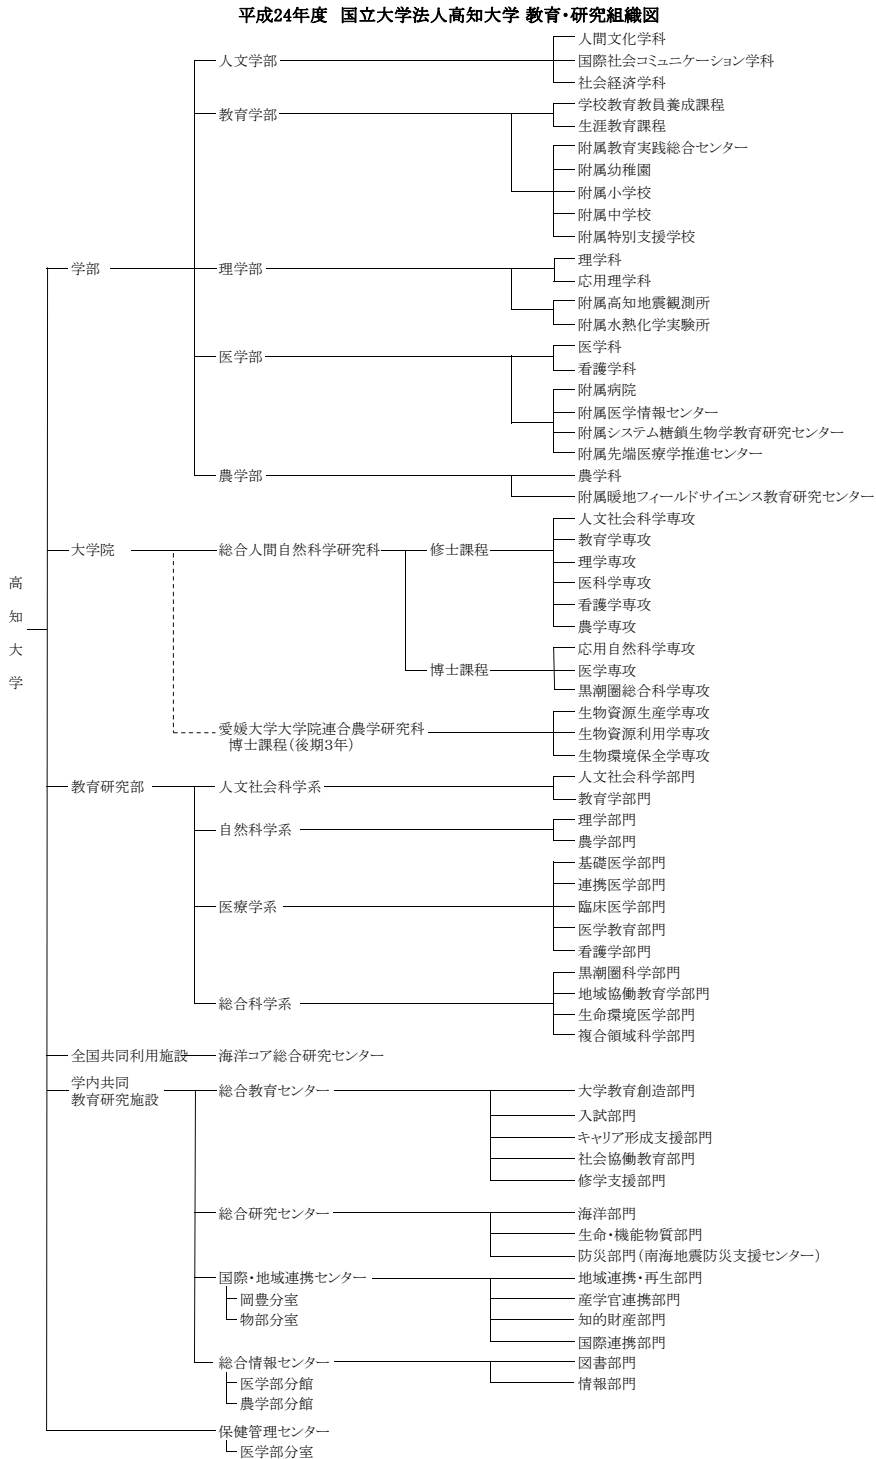 平成24年度　国立大学法人高知大学 教育・研究組織図
人間文化学科
人文学部
国際社会コミュニケーション学科
社会経済学科
学校教育教員養成課程
教育学部
生涯教育課程
附属教育実践総合センター
附属幼稚園
附属小学校
附属中学校
附属特別支援学校
理学科
学部
理学部
応用理学科
附属高知地震観測所
附属水熱化学実験所
医学科
医学部
看護学科
附属病院
附属医学情報センター
附属システム糖鎖生物学教育研究センター
附属先端医療学推進センター
農学部
農学科
附属暖地フィールドサイエンス教育研究センター
人文社会科学専攻
教育学専攻
大学院
総合人間自然科学研究科
修士課程
理学専攻
医科学専攻
看護学専攻
農学専攻
高
知
大
学
応用自然科学専攻
博士課程
医学専攻
黒潮圏総合科学専攻
生物資源生産学専攻
愛媛大学大学院連合農学研究科
博士課程（後期3年）
生物資源利用学専攻
生物環境保全学専攻
人文社会科学部門
教育研究部
人文社会科学系
教育学部門
理学部門
自然科学系
農学部門
基礎医学部門
連携医学部門
医療学系
臨床医学部門
医学教育部門
看護学部門
黒潮圏科学部門
地域協働教育学部門
総合科学系
生命環境医学部門
複合領域科学部門
全国共同利用施設
海洋コア総合研究センター
学内共同
教育研究施設
総合教育センター
大学教育創造部門
入試部門
キャリア形成支援部門
社会協働教育部門
修学支援部門
総合研究センター
海洋部門
生命・機能物質部門
防災部門（南海地震防災支援センター）
国際・地域連携センター
地域連携・再生部門
岡豊分室
産学官連携部門
物部分室
知的財産部門
国際連携部門
総合情報センター
図書部門
医学部分館
情報部門
農学部分館
保健管理センター
医学部分室